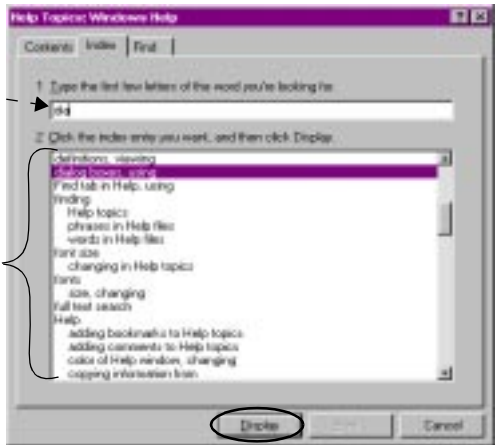 Help Topics: Windows Help
Contents Index Find
1 Type the first few letters of the word you're looking for.
dia
2 Click the index entry you want, and then click Display.
definitions, viewing
dialog boxes, using
Find tab in Help, using
finding
Help topics
phrases in Help files
words in Help files
font size
changing in Help topics
fonts
size, changing
full text search
Help
adding bookmarks to Help topics
adding comments to Help topics
color of Help window, changing
copying information from
Display Cancel